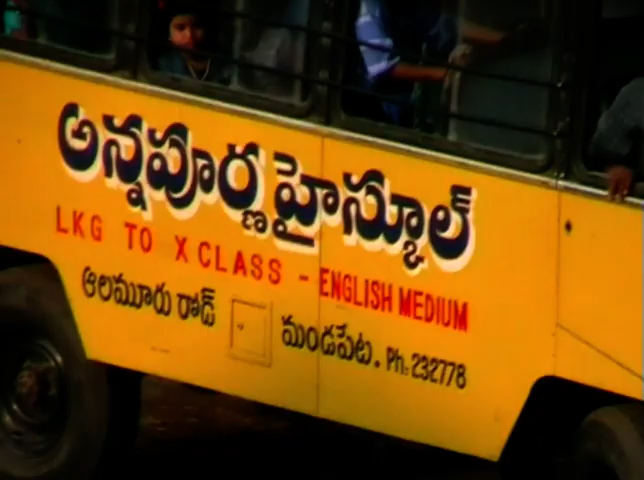 అన్నపూర్ణ హైస్కూల్
LKG TO X CLASS - ENGLISH MEDIUM
ఆలమూరు రోడ్ మండపేట. Ph: 232778